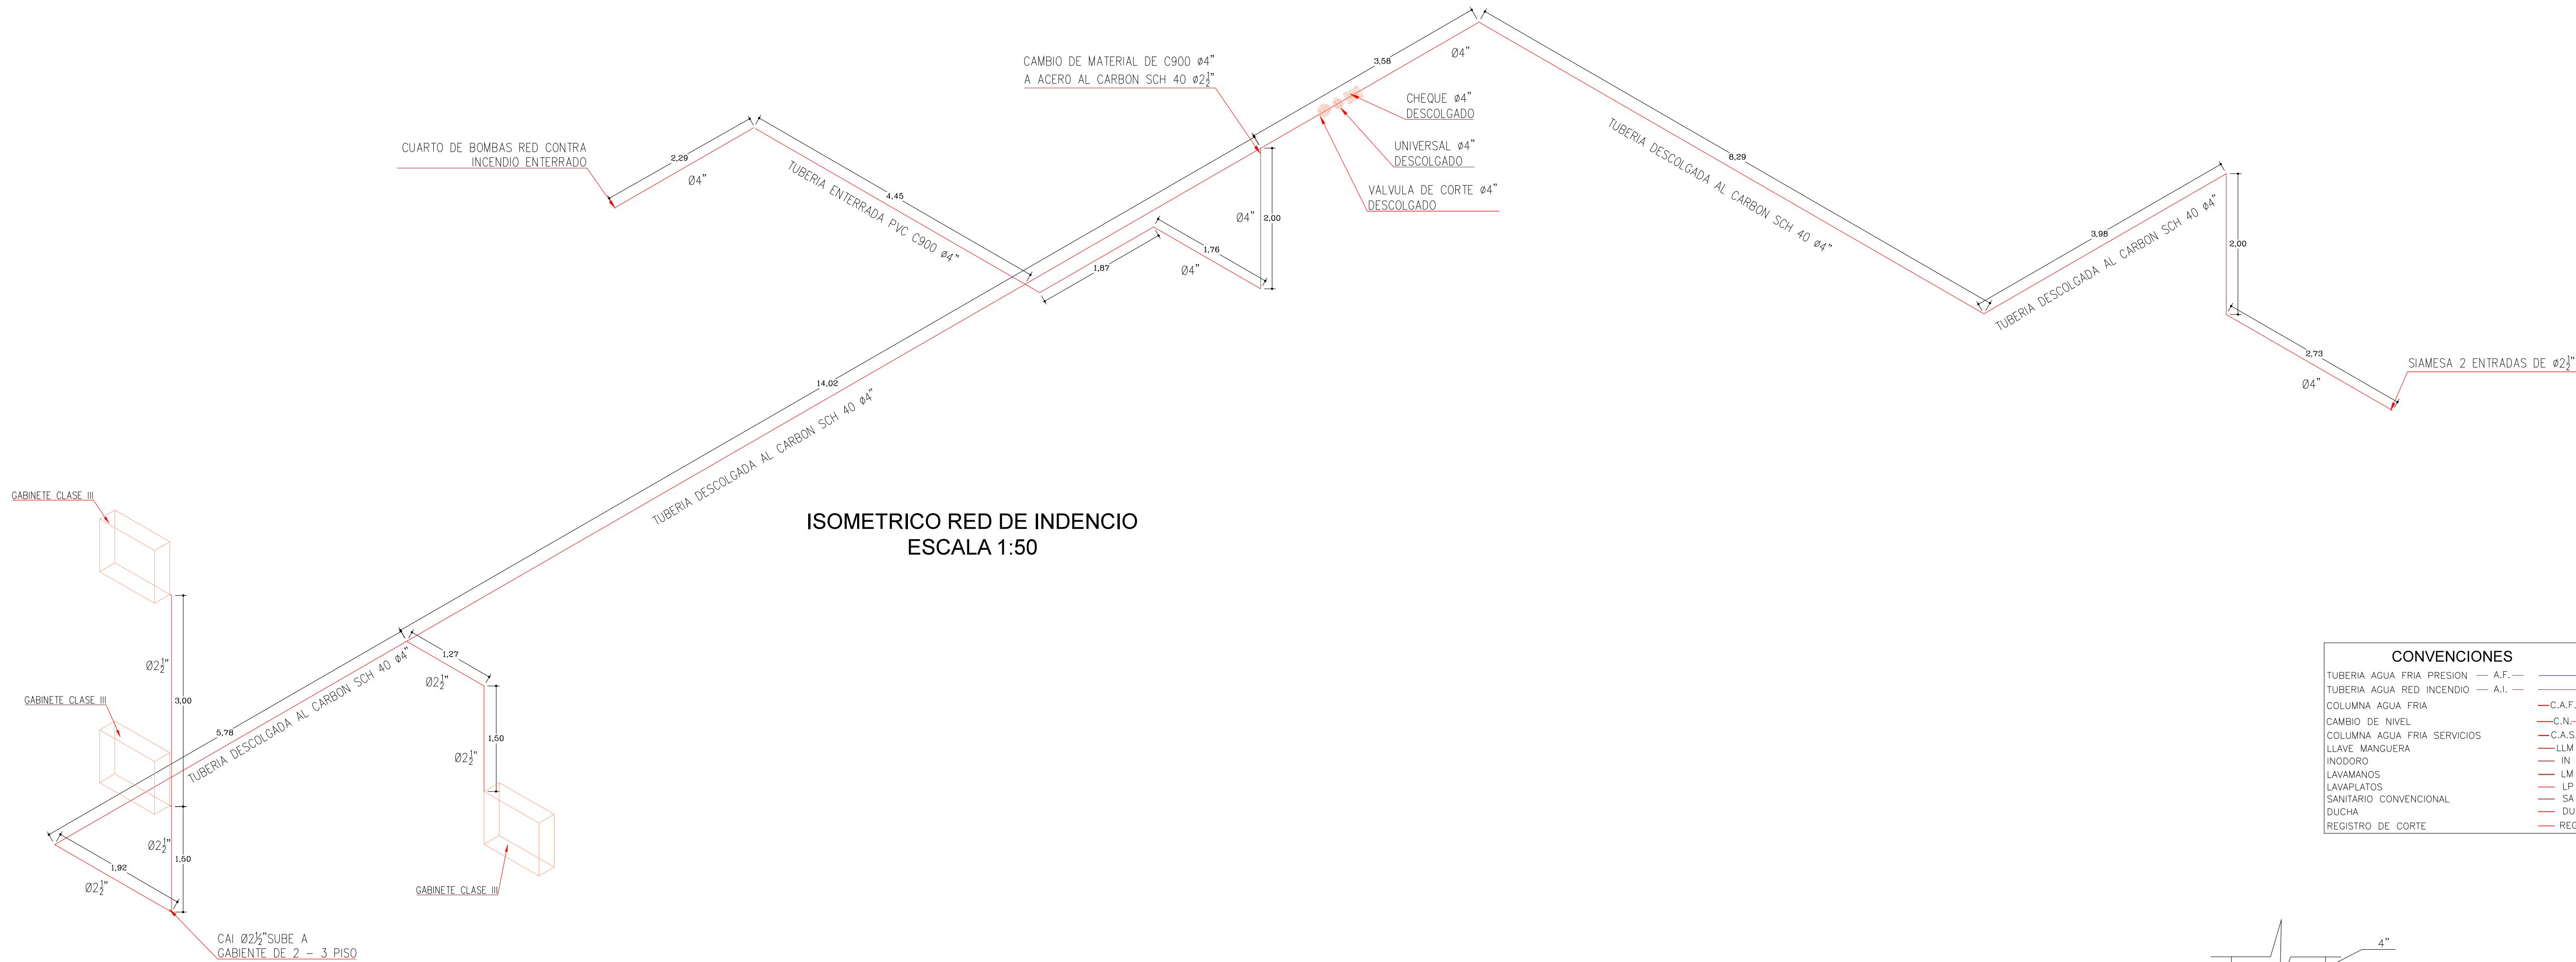 CAMBIO DE MATERIAL DE C900 ø4"
A ACERO AL CARBON SCH 40 ø2½"
3,58
Ø4"
CHEQUE ø4"
DESCOLGADO
UNIVERSAL ø4"
DESCOLGADO
VALVULA DE CORTE ø4"
DESCOLGADO
CUARTO DE BOMBAS RED CONTRA
INCENDIO ENTERRADO
2,29
Ø4"
4,45
TUBERIA ENTERRADA PVC C900 ø4"
1,87
1,76
Ø4"
Ø4"
2,00
TUBERIA DESCOLGADA AL CARBON SCH 40 ø4"
8,29
3,98
TUBERIA DESCOLGADA AL CARBON SCH 40 ø4"
2,00
2,73
Ø4"
SIAMESA 2 ENTRADAS DE ø2½"
14,02
TUBERIA DESCOLGADA AL CARBON SCH 40 ø4"
ISOMETRICO RED DE INDENCIO
ESCALA 1:50
GABINETE CLASE III
Ø2½"
3,00
GABINETE CLASE III
5,78
TUBERIA DESCOLGADA AL CARBON SCH 40 ø4"
1,27
Ø2½"
1,50
Ø2½"
GABINETE CLASE III
Ø2½"
1,50
1,92
Ø2½"
CAI Ø2½"SUBE A
GABIENTE DE 2 - 3 PISO
CONVENCIONES
TUBERIA AGUA FRIA PRESION — A.F. —
TUBERIA AGUA RED INCENDIO — A.I. —
COLUMNA AGUA FRIA C.A.F.
CAMBIO DE NIVEL C.N.
COLUMNA AGUA FRIA SERVICIOS C.A.S.
LLAVE MANGUERA LLM
INODORO IN
LAVAMANOS LM
LAVAPLATOS LP
SANITARIO CONVENCIONAL SA
DUCHA DU
REGISTRO DE CORTE REG
4"